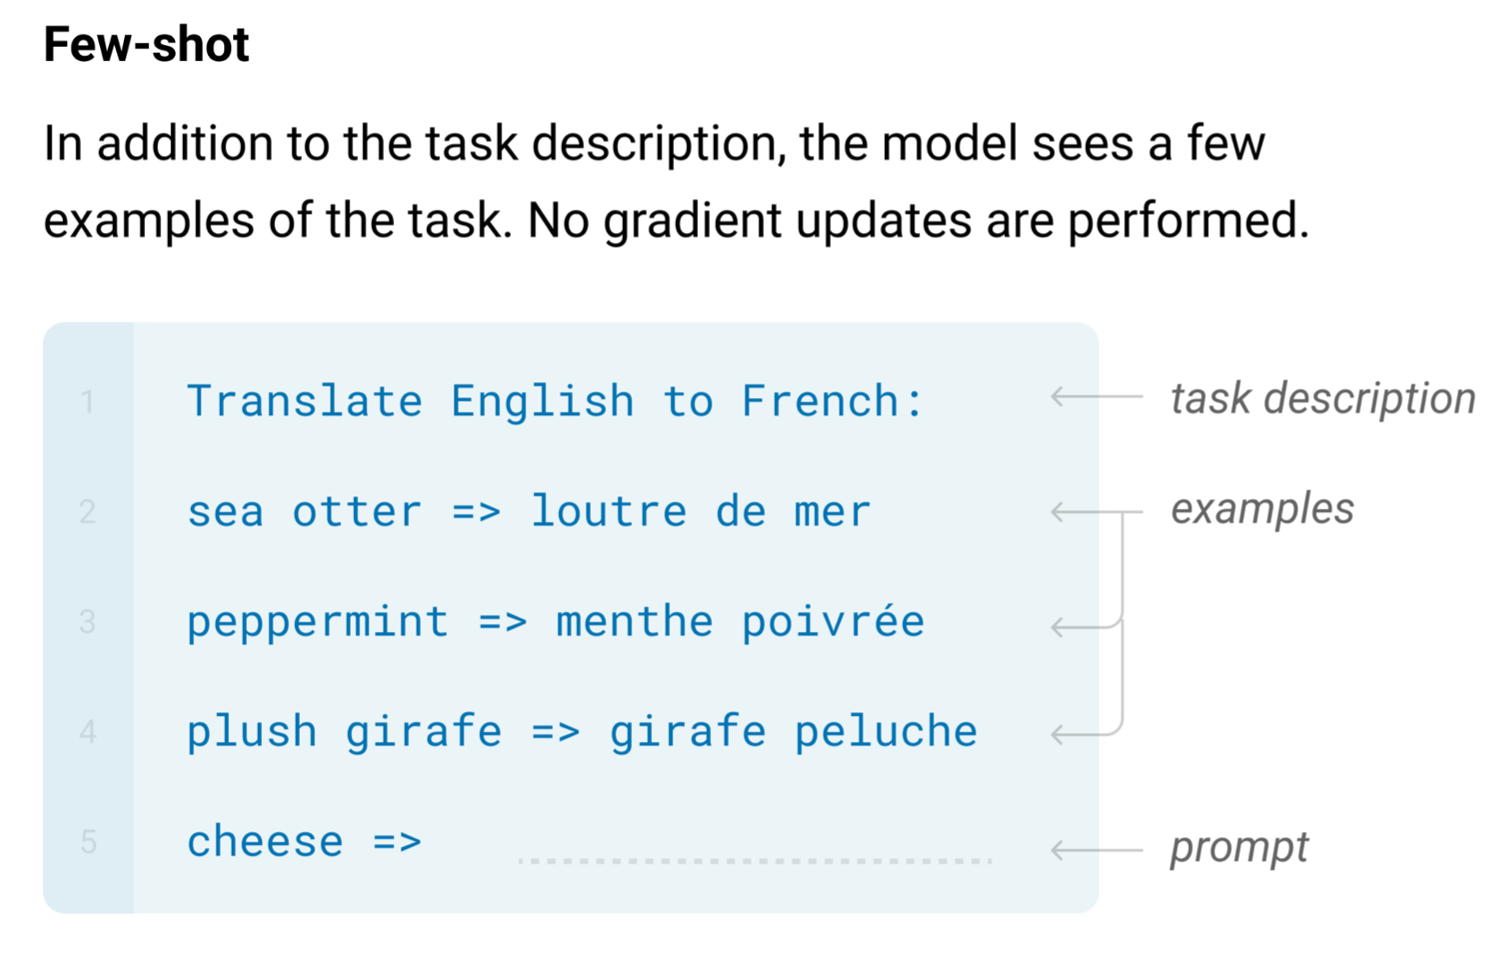 Few-shot
In addition to the task description, the model sees a few
examples of the task. No gradient updates are performed.
1 Translate English to French: task description
2 sea otter => loutre de mer examples
3 peppermint => menthe poivrée
4 plush girafe => girafe peluche
5 cheese => prompt